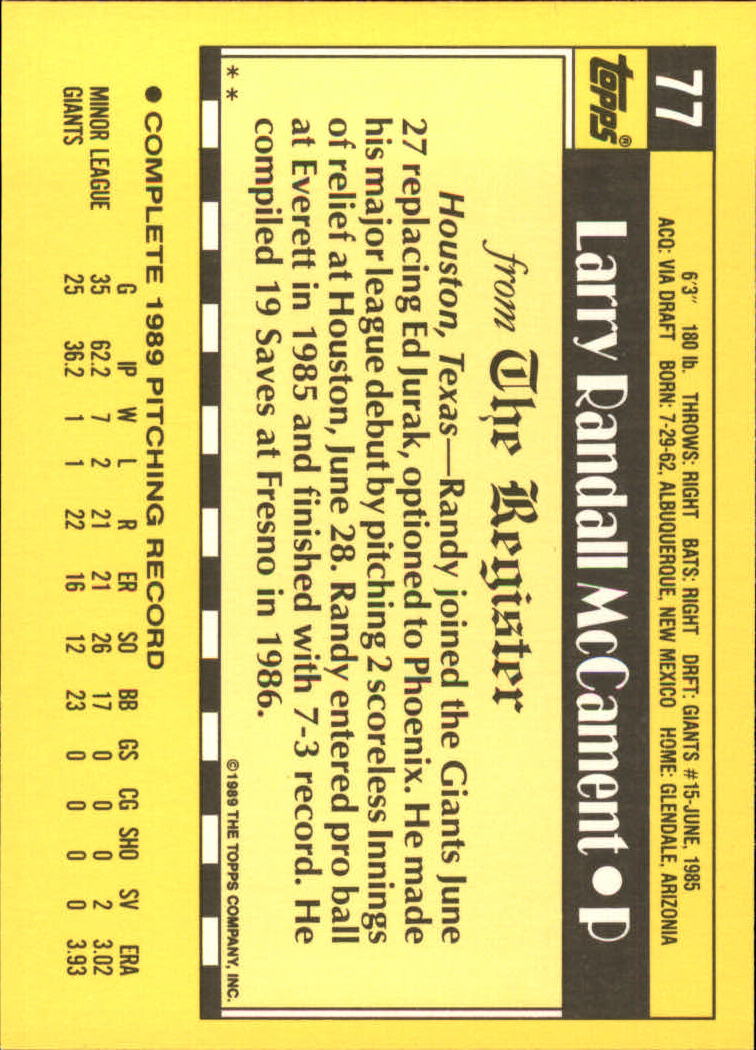 77
6'3" 180 lb. THROWS: RIGHT BATS: RIGHT DRFT: GIANTS #15-JUNE, 1985
ACQ: VIA DRAFT BORN: 7-29-62, ALBUQUERQUE, NEW MEXICO HOME: GLENDALE, ARIZONIA
topps®
Larry Randall McCament • P
from The Register
Houston, Texas—Randy joined the Giants June
27 replacing Ed Jurak, optioned to Phoenix. He made
his major league debut by pitching 2 scoreless Innings
of relief at Houston, June 28. Randy entered pro ball
at Everett in 1985 and finished with 7-3 record. He
compiled 19 Saves at Fresno in 1986.
* * ©1989 THE TOPPS COMPANY, INC.
● COMPLETE 1989 PITCHING RECORD
G IP W L R ER SO BB GS CG SHO SV ERA
MINOR LEAGUE 35 62.2 7 2 21 21 26 17 0 0 0 2 3.02
GIANTS 25 36.2 1 1 22 16 12 23 0 0 0 0 3.93